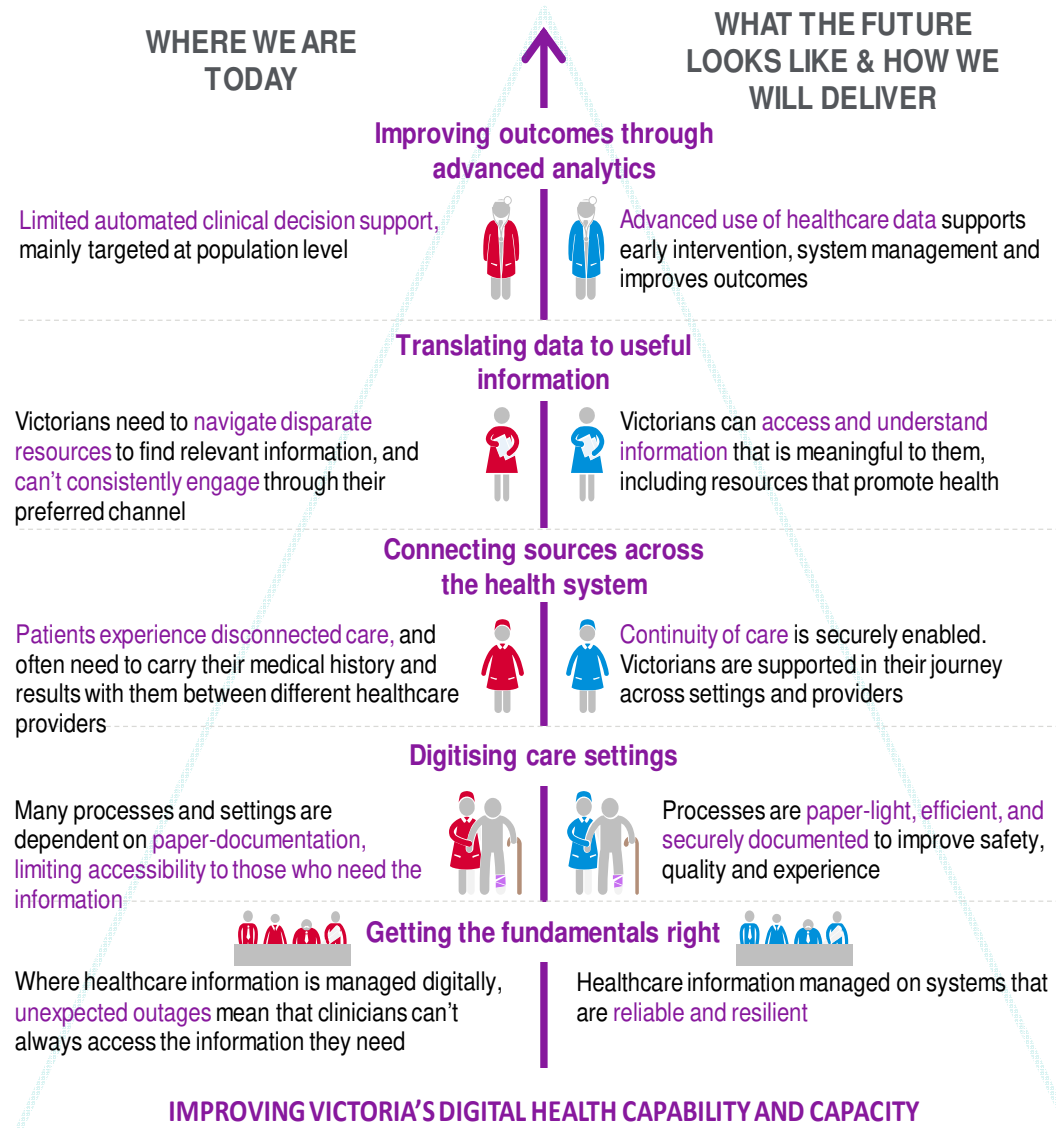 WHERE WE ARE
TODAY
WHAT THE FUTURE
LOOKS LIKE & HOW WE
WILL DELIVER
Improving outcomes through
advanced analytics
Limited automated clinical decision support,
mainly targeted at population level
Advanced use of healthcare data supports
early intervention, system management and
improves outcomes
Translating data to useful
information
Victorians need to navigate disparate
resources to find relevant information, and
can't consistently engage through their
preferred channel
Victorians can access and understand
information that is meaningful to them,
including resources that promote health
Connecting sources across
the health system
Patients experience disconnected care, and
often need to carry their medical history and
results with them between different healthcare
providers
Continuity of care is securely enabled.
Victorians are supported in their journey
across settings and providers
Digitising care settings
Many processes and settings are
dependent on paper-documentation,
limiting accessibility to those who need the
information
Processes are paper-light, efficient, and
securely documented to improve safety,
quality and experience
Getting the fundamentals right
Where healthcare information is managed digitally,
unexpected outages mean that clinicians can't
always access the information they need
Healthcare information managed on systems that
are reliable and resilient
IMPROVING VICTORIA'S DIGITAL HEALTH CAPABILITY AND CAPACITY